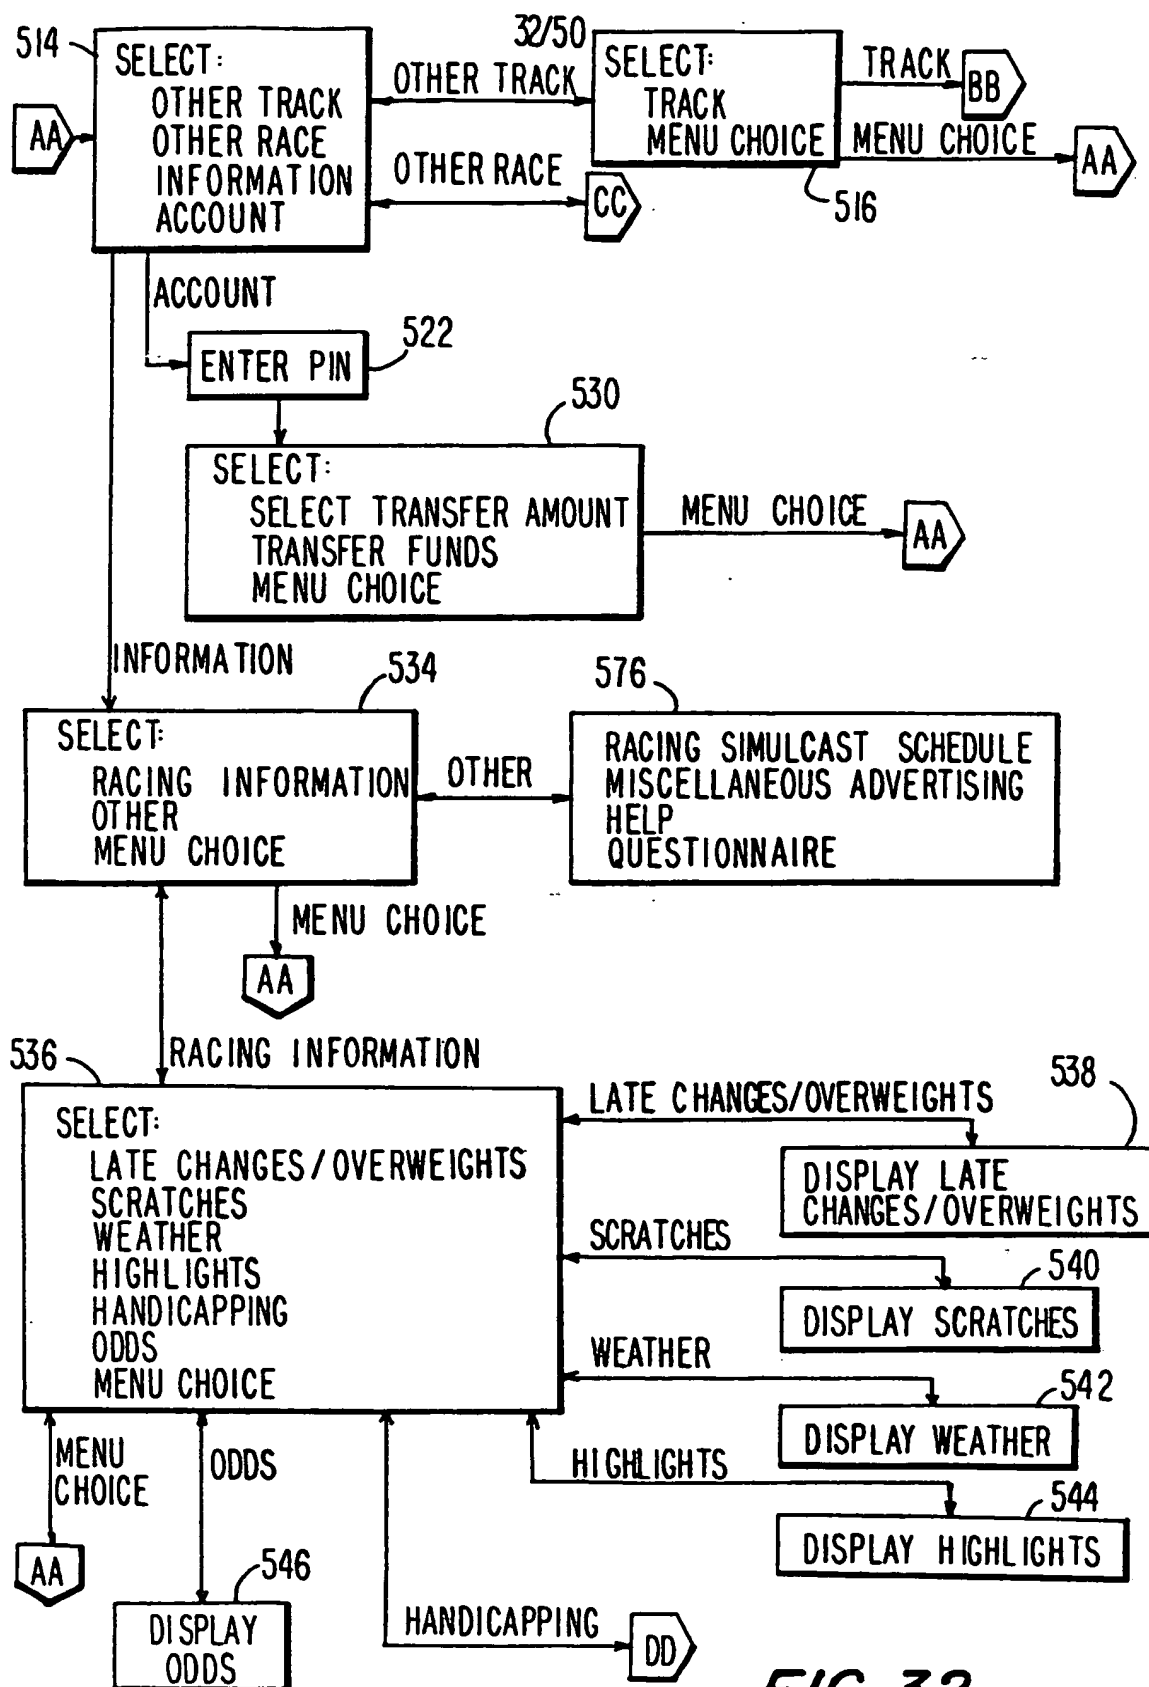 514
32/50
SELECT:
OTHER TRACK
OTHER RACE
INFORMATION
ACCOUNT
OTHER TRACK
SELECT:
TRACK
MENU CHOICE
TRACK
BB
AA
OTHER RACE
MENU CHOICE
AA
CC
516
ACCOUNT
ENTER PIN
522
530
SELECT:
SELECT TRANSFER AMOUNT
TRANSFER FUNDS
MENU CHOICE
MENU CHOICE
AA
INFORMATION
534
576
SELECT:
RACING INFORMATION
OTHER
MENU CHOICE
OTHER
RACING SIMULCAST SCHEDULE
MISCELLANEOUS ADVERTISING
HELP
QUESTIONNAIRE
MENU CHOICE
AA
RACING INFORMATION
536
SELECT:
LATE CHANGES/OVERWEIGHTS
SCRATCHES
WEATHER
HIGHLIGHTS
HANDICAPPING
ODDS
MENU CHOICE
LATE CHANGES/OVERWEIGHTS
538
DISPLAY LATE
CHANGES/OVERWEIGHTS
SCRATCHES
540
DISPLAY SCRATCHES
WEATHER
542
DISPLAY WEATHER
HIGHLIGHTS
544
DISPLAY HIGHLIGHTS
MENU
CHOICE
AA
ODDS
546
DISPLAY
ODDS
HANDICAPPING
DD
FIG. 32